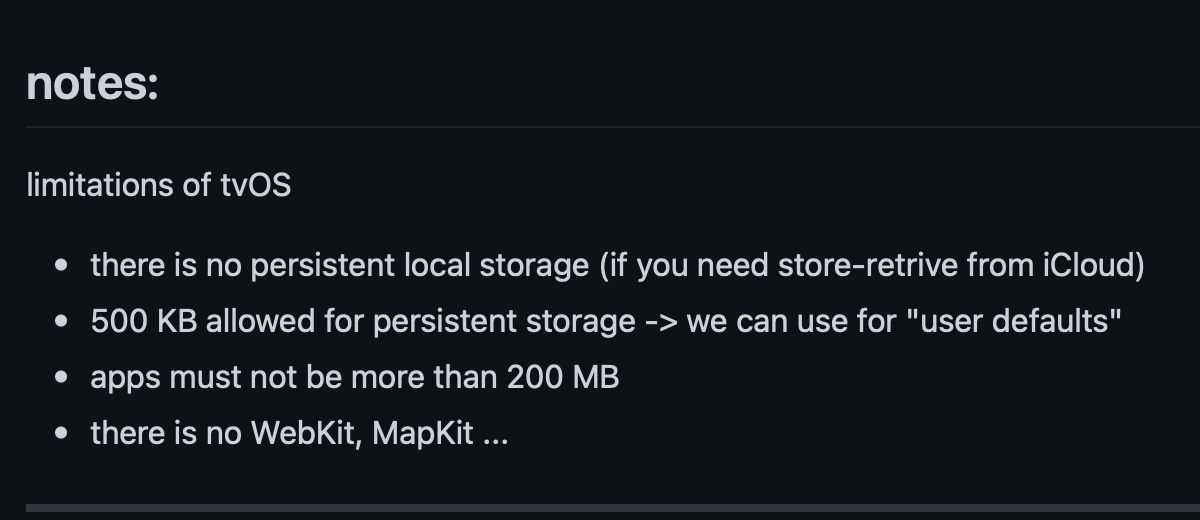 notes:
limitations of tvOS
• there is no persistent local storage (if you need store-retrive from iCloud)
• 500 KB allowed for persistent storage -> we can use for "user defaults"
• apps must not be more than 200 MB
• there is no WebKit, MapKit ...